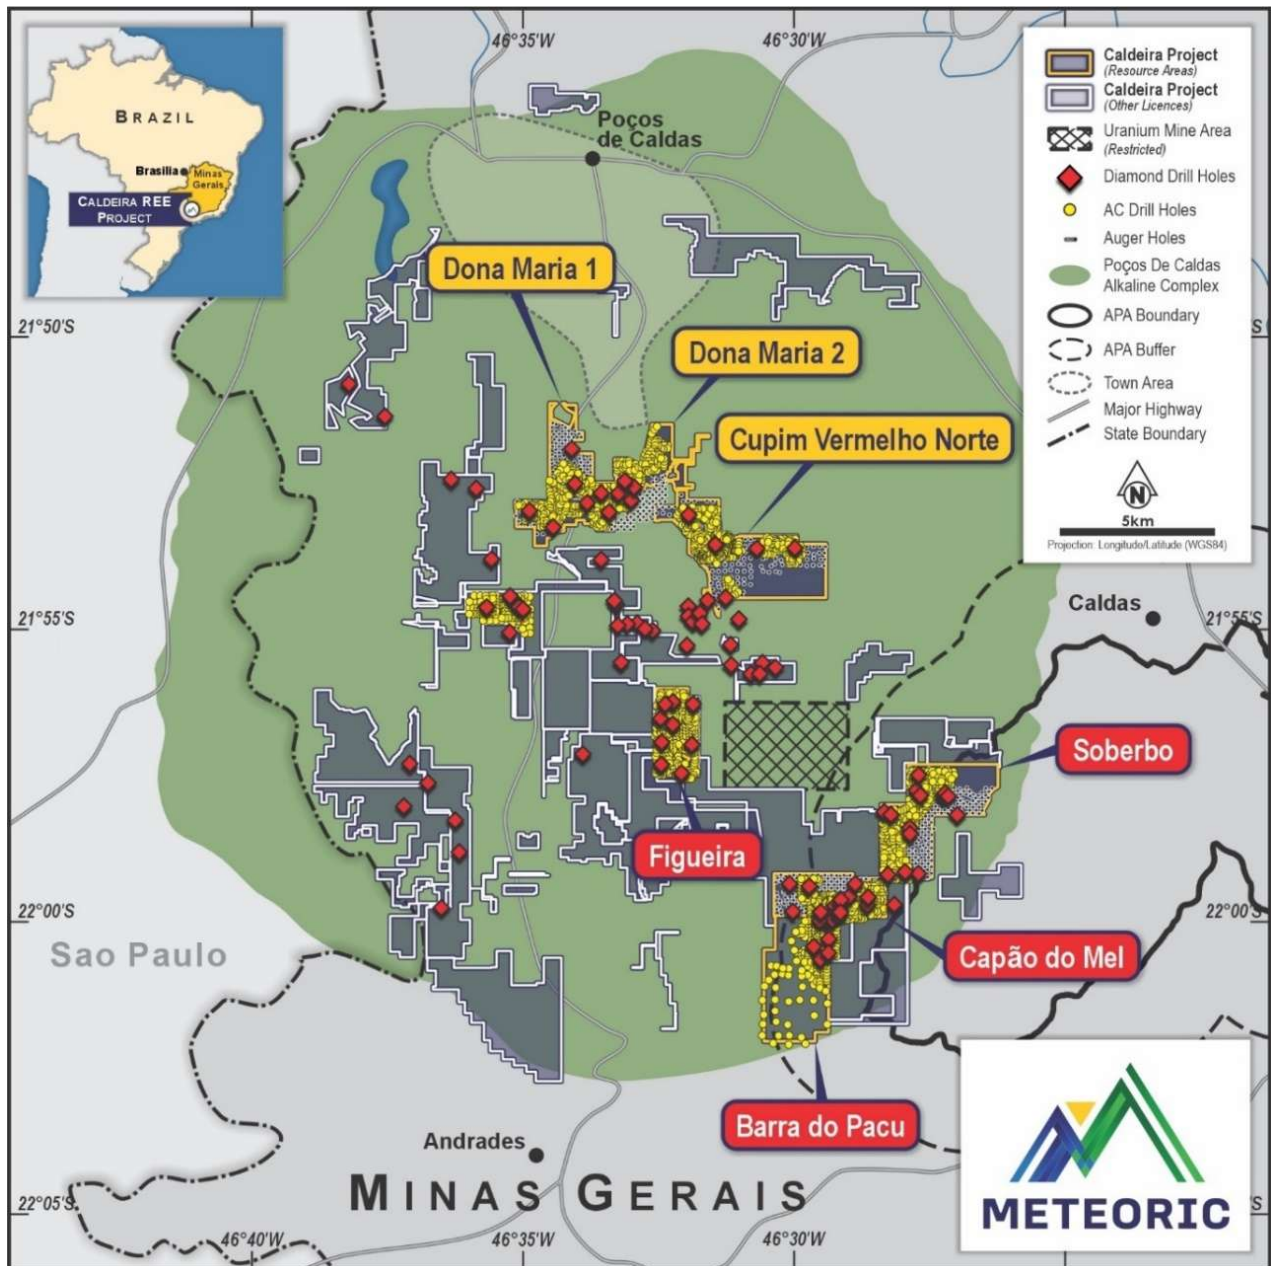 46°35'W
46°30'W
BRAZIL
Brasilia
Minas
Gerais
CALDEIRA REE
PROJECT
Poços
de Caldas
Caldeira Project
(Resource Areas)
Caldeira Project
(Other Licences)
Uranium Mine Area
(Restricted)
Diamond Drill Holes
AC Drill Holes
Auger Holes
Poços De Caldas
Alkaline Complex
APA Boundary
APA Buffer
Town Area
Major Highway
State Boundary
N
5km
Projection: Longitude/Latitude (WGS84)
Dona Maria 1
21°50'S
S
Dona Maria 2
Cupim Vermelho Norte
Caldas
21°55'S
21°55'S
Soberbo
Figueira
22°00'S
22°00'S
Sao Paulo
Capão do Mel
Barra do Pacu
Andrades
MINAS GERAIS
METEORIC
22°05'S
S
46°40'W
46°35'W
46°30'W